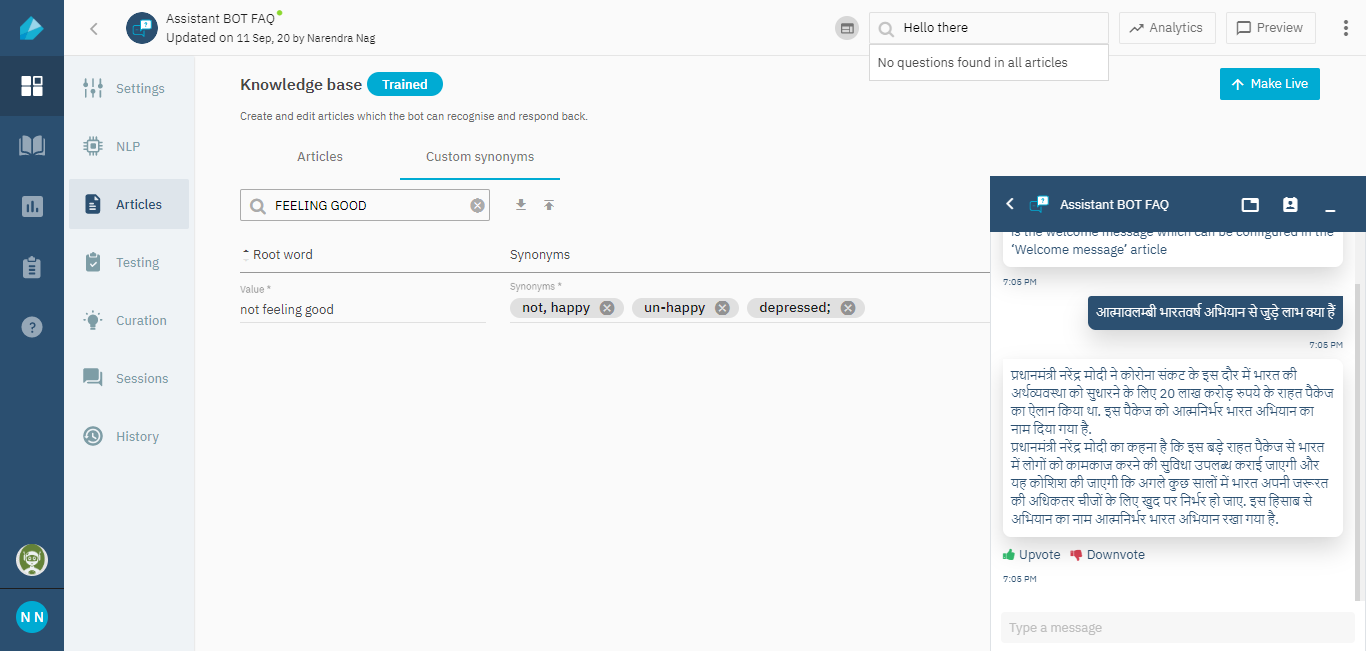 Assistant BOT FAQ
Updated on 11 Sep, 20 by Narendra Nag
Hello there
No questions found in all articles
Analytics
Preview
Settings
NLP
Articles
Testing
Curation
Sessions
History
N N
Knowledge base Trained
Make Live
Create and edit articles which the bot can recognise and respond back.
Articles
Custom synonyms
FEELING GOOD
Root word
Synonyms
Value *
not feeling good
Synonyms *
not, happy
un-happy
depressed;
Assistant BOT FAQ
is the welcome message which can be configured in the
‘Welcome message’ article
7:05 PM
आत्मावलम्बी भारतवर्ष अभियान से जुड़े लाभ क्या हैं
7:05 PM
प्रधानमंत्री नरेंद्र मोदी ने कोरोना संकट के इस दौर में भारत की
अर्थव्यवस्था को सुधारने के लिए 20 लाख करोड़ रुपये के राहत पैकेज
का ऐलान किया था. इस पैकेज को आत्मनिर्भर भारत अभियान का
नाम दिया गया है.
प्रधानमंत्री नरेंद्र मोदी का कहना है कि इस बड़े राहत पैकेज से भारत
में लोगों को कामकाज करने की सुविधा उपलब्ध कराई जाएगी और
यह कोशिश की जाएगी कि अगले कुछ सालों में भारत अपनी जरूरत
की अधिकतर चीजों के लिए खुद पर निर्भर हो जाए. इस हिसाब से
अभियान का नाम आत्मनिर्भर भारत अभियान रखा गया है.
Upvote Downvote
7:05 PM
Type a message